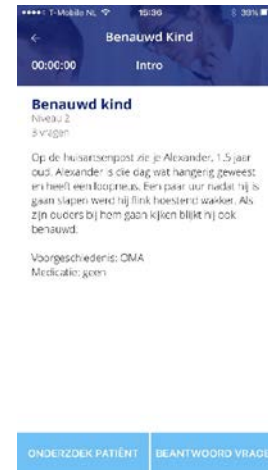 T-Mobile NL 15:36 39%
Benauwd Kind
00:00:00 Intro
Benauwd kind
Niveau 2
3 vragen
Op de huisartsenpost zie je Alexander, 1.5 jaar
oud. Alexander is die dag wat hangerig geweest
en heeft een loopneus. Een paar uur nadat hij is
gaan slapen werd hij flink hoestend wakker. Als
zijn ouders bij hem gaan kijken blijkt hij ook
benauwd.
Voorgeschiedenis: OMA
Medicatie: geen
ONDERZOEK PATIËNT BEANTWOORD VRAGE